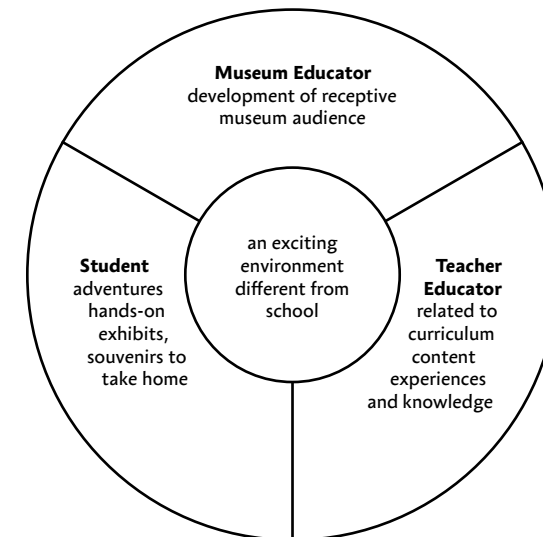 Museum Educator
development of receptive
museum audience
an exciting
environment
different from
school
Student
adventures
hands-on
exhibits,
souvenirs to
take home
Teacher
Educator
related to
curriculum
content
experiences
and knowledge